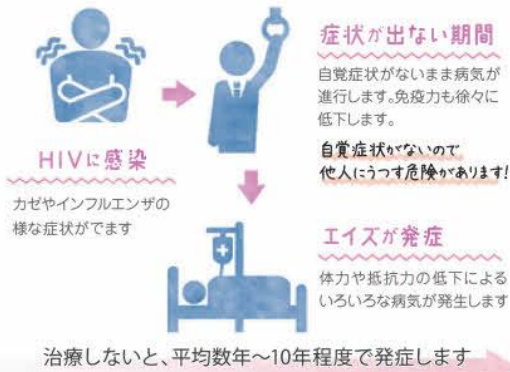 HIVに感染
カゼやインフルエンザの
様な症状がでます
症状が出ない期間
自覚症状がないまま病気が
進行します。免疫力も徐々に
低下します。
自覚症状がないので
他人にうつす危険があります!
エイズが発症
体力や抵抗力の低下による
いろいろな病気が発生します
治療しないと、平均数年～10年程度で発症します